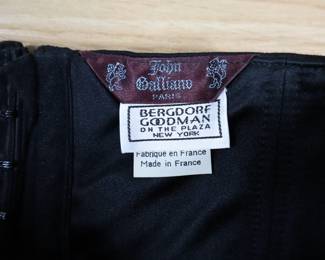 John
Galliano
PARIS
BERGDORF
GOODMAN
ON THE PLAZA
NEW YORK
Fabriqué en France
Made in France